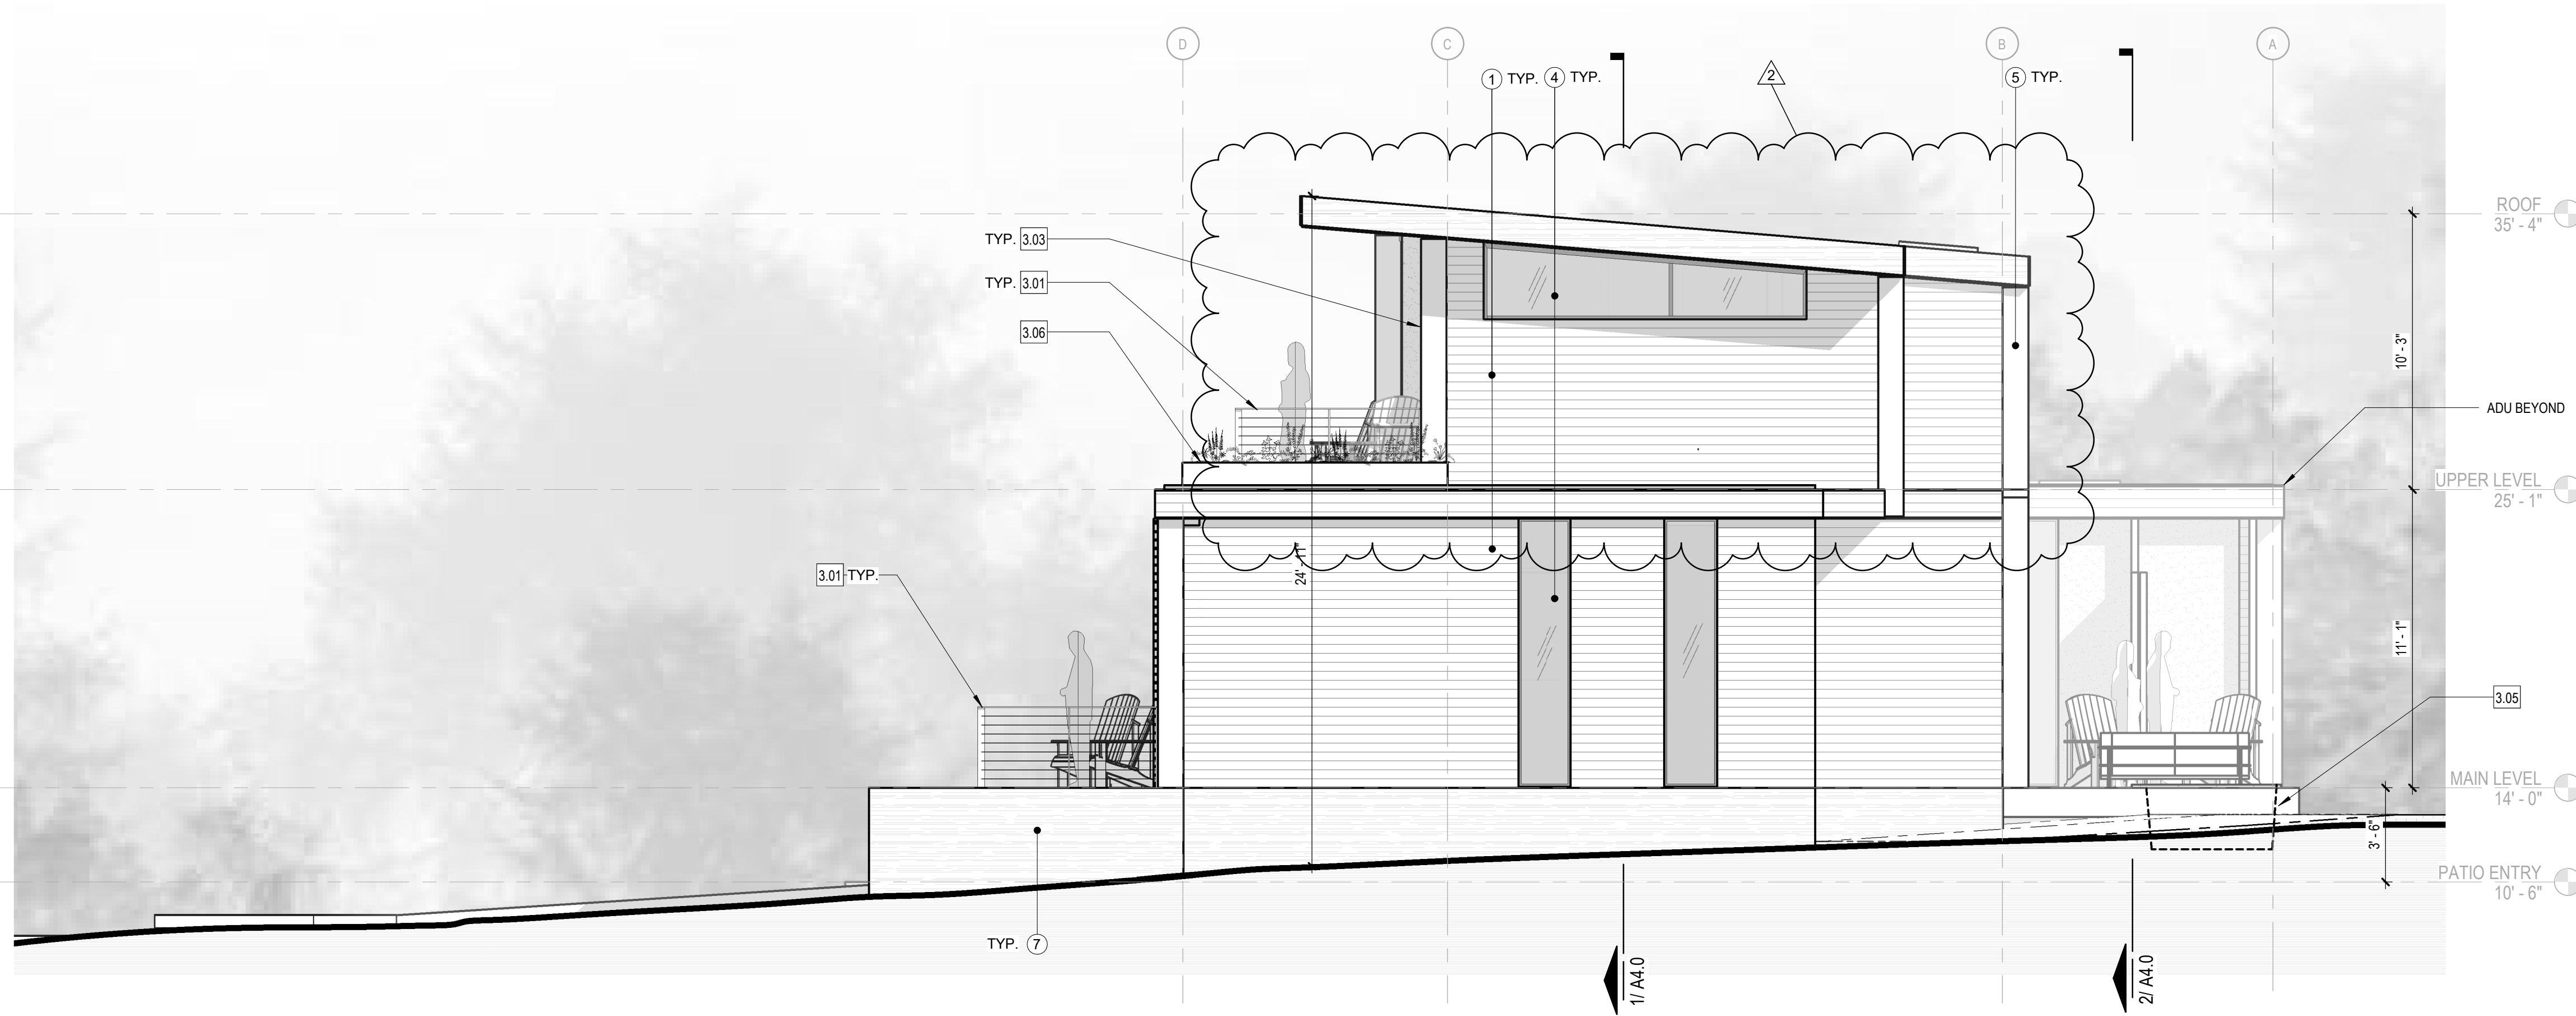 D
C
B
A
1 TYP.
4 TYP.
2
5 TYP.
ROOF
35' - 4"
TYP. 3.03
TYP. 3.01
3.06
10' - 3"
ADU BEYOND
UPPER LEVEL
25' - 1"
24' - 11"
3.01 TYP.
11' - 1"
3.05
MAIN LEVEL
14' - 0"
3' - 6"
PATIO ENTRY
10' - 6"
TYP. 7
1/ A4.0
2/ A4.0